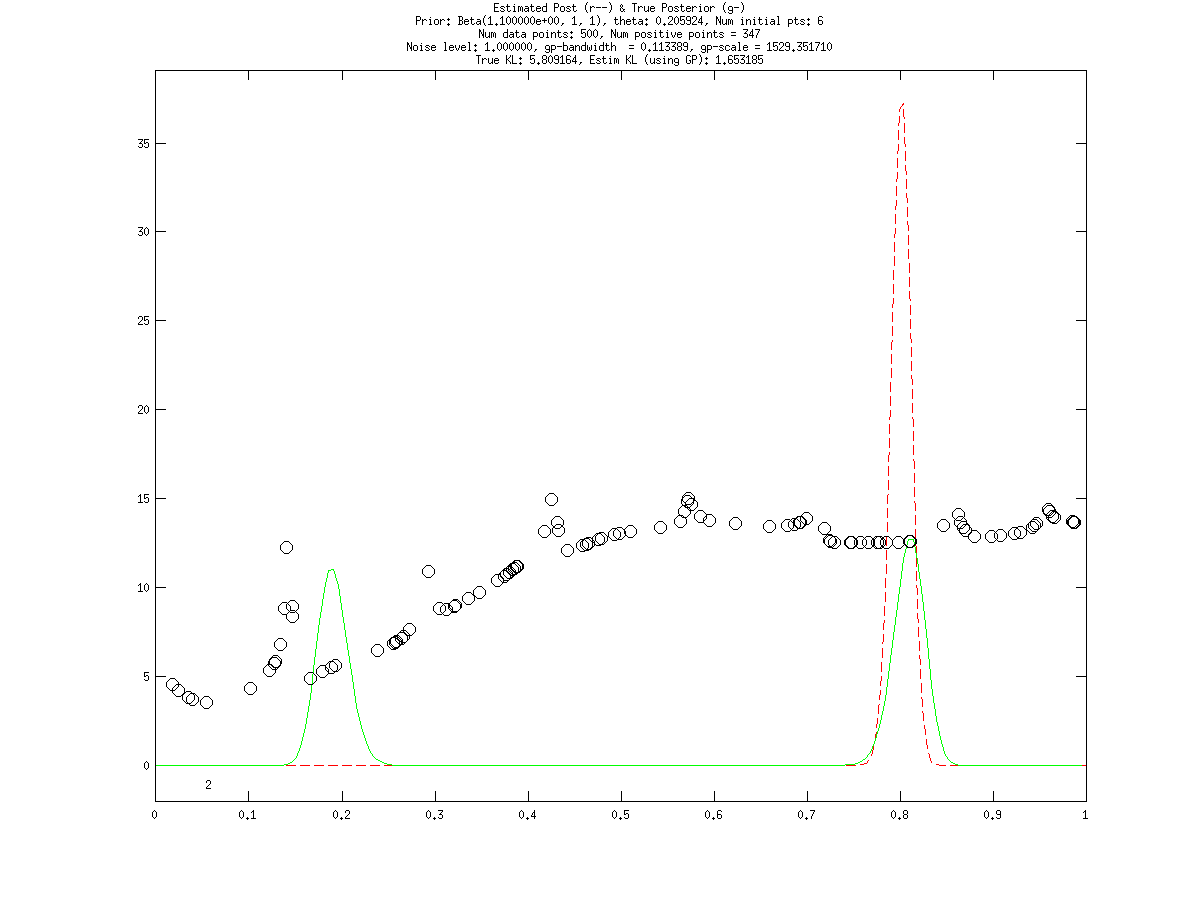 Estimated Post (r--) & True Posterior (g-)
Prior: Beta(1.100000e+00, 1, 1), theta: 0.205924, Num initial pts: 6
Num data points: 500, Num positive points = 347
Noise level: 1.000000, gp-bandwidth  = 0.113389, gp-scale = 1529.351710
True KL: 5.809164, Estim KL (using GP): 1.653185
35
30
25
20
15
10
5
0
2
0 0.1 0.2 0.3 0.4 0.5 0.6 0.7 0.8 0.9 1